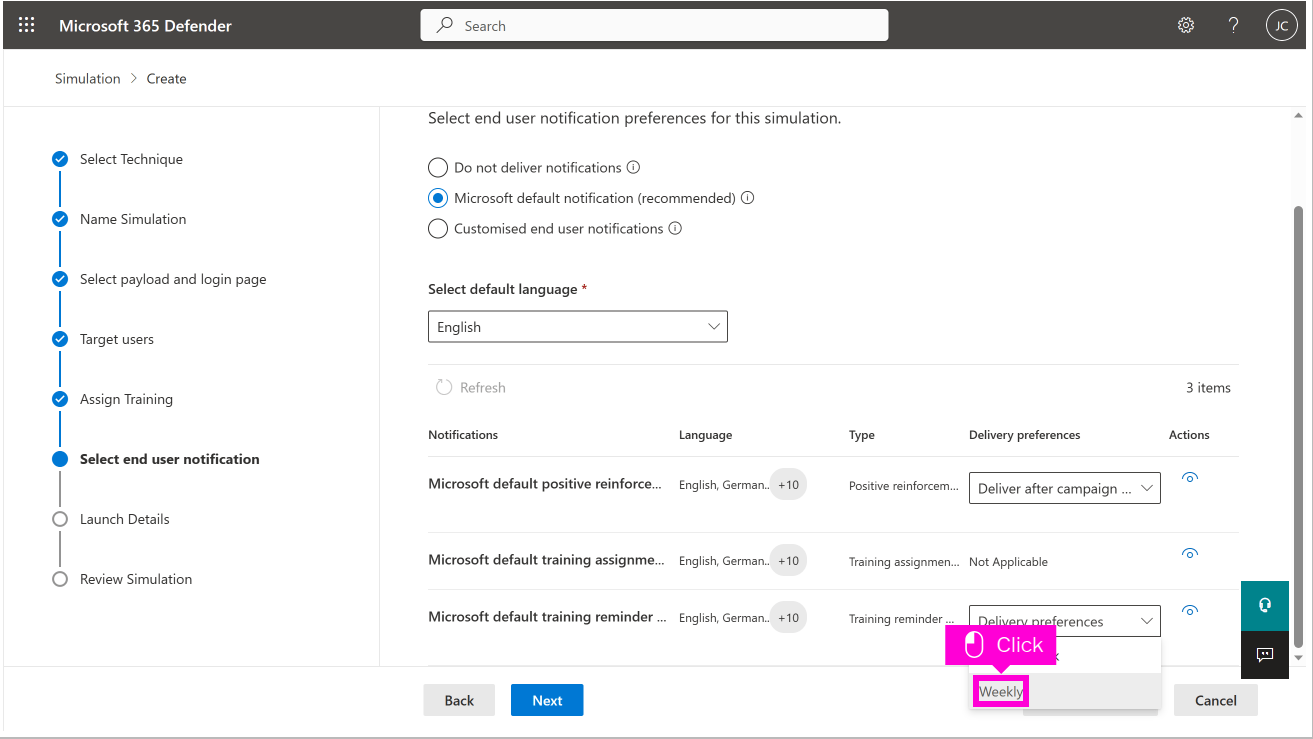 Microsoft 365 Defender
Search
JC
Simulation > Create
Select Technique
Name Simulation
Select payload and login page
Target users
Assign Training
Select end user notification
Launch Details
Review Simulation
Select end user notification preferences for this simulation.
Do not deliver notifications
Microsoft default notification (recommended)
Customised end user notifications
Select default language *
English
Refresh
3 items
Notifications Language Type Delivery preferences Actions
Microsoft default positive reinforce... English, German.. +10 Positive reinforcem... Deliver after campaign ...
Microsoft default training assignme... English, German.. +10 Training assignmen... Not Applicable
Microsoft default training reminder ... English, German.. +10 Training reminder ... Delivery preferences
Click
Weekly
Back Next Cancel